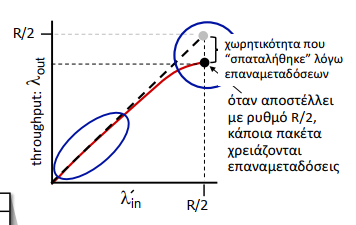 R/2
throughput: λout
λ´in
R/2
χωρητικότητα που
“σπαταλήθηκε” λόγω
επαναμεταδόσεων
όταν αποστέλλει
με ρυθμό R/2,
κάποια πακέτα
χρειάζονται
επαναμεταδόσεις